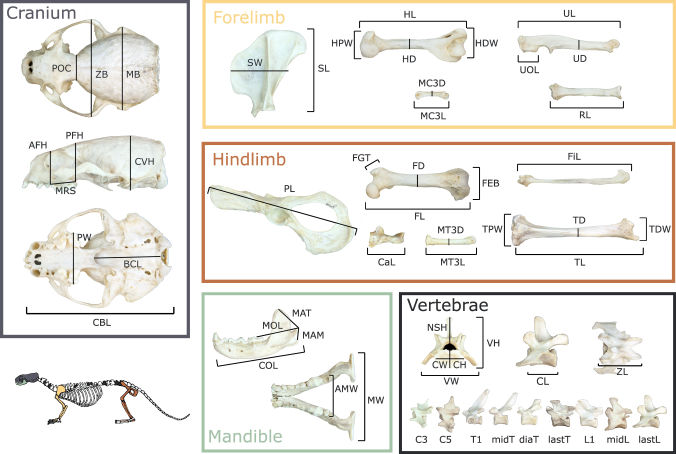 Cranium
POC
ZB
MB
AFH
PFH
CVH
MRS
PW
BCL
CBL
Forelimb
SW
SL
HL
HPW
HD
HDW
MC3D
MC3L
UL
UOL
UD
RL
Hindlimb
PL
FGT
FD
FEB
FL
CaL
MT3D
MT3L
FiL
TPW
TD
TDW
TL
Mandible
MAT
MOL
MAM
COL
AMW
MW
Vertebrae
NSH
VH
CW
CH
VW
CL
ZL
C3 C5 T1 midT diaT lastT L1 midL lastL